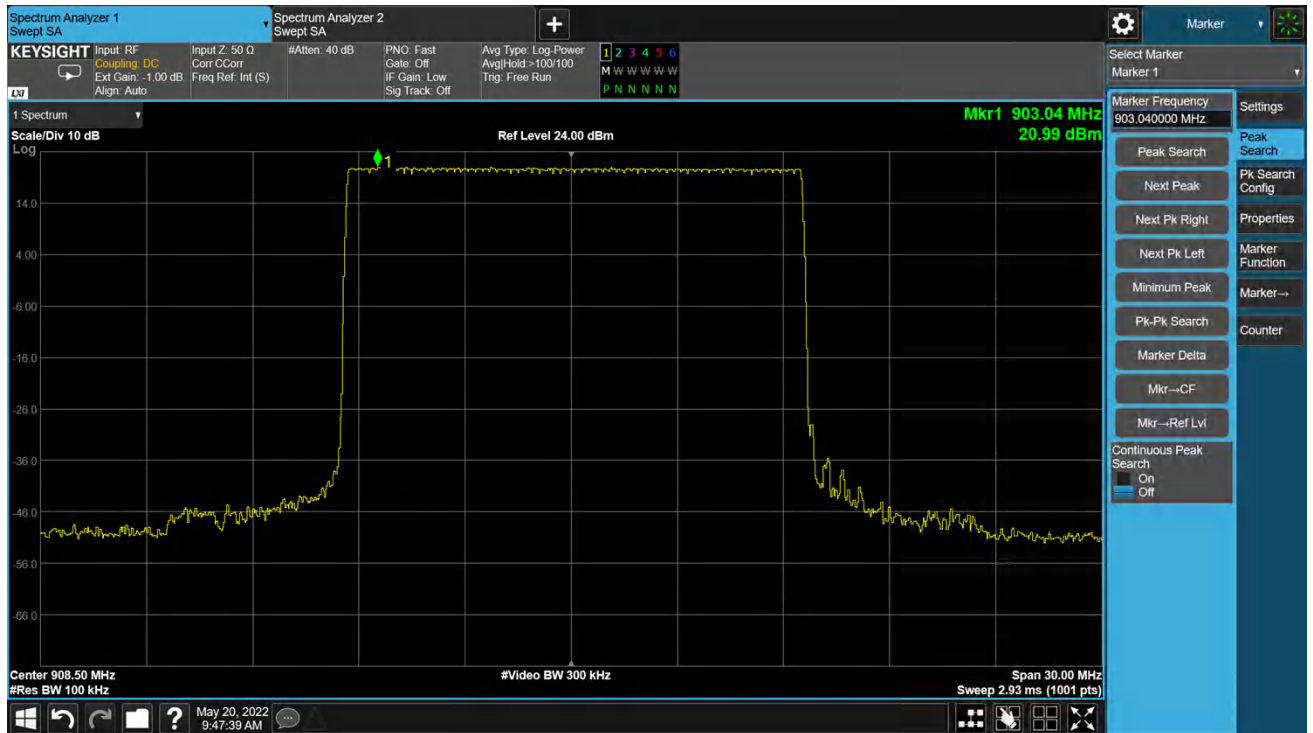 Spectrum Analyzer 1
Swept SA
Spectrum Analyzer 2
Swept SA
Marker
KEYSIGHT
LXI
Input: RF
Coupling: DC
Ext Gain: -1.00 dB
Align: Auto
Input Z: 50 Ω
Corr CCorr
Freq Ref: Int (S)
#Atten: 40 dB
PNO: Fast
Gate: Off
IF Gain: Low
Sig Track: Off
Avg Type: Log-Power
Avg|Hold:>100/100
Trig: Free Run
1 2 3 4 5 6
M W W W W W
P N N N N N
Select Marker
Marker 1
1 Spectrum
Scale/Div 10 dB
Log
Ref Level 24.00 dBm
Mkr1 903.04 MHz
20.99 dBm
1
14.0
4.00
-6.00
-16.0
-26.0
-36.0
-46.0
-56.0
-66.0
Center 908.50 MHz
#Res BW 100 kHz
#Video BW 300 kHz
Span 30.00 MHz
Sweep 2.93 ms (1001 pts)
Marker Frequency
903.040000 MHz
Peak Search
Next Peak
Next Pk Right
Next Pk Left
Minimum Peak
Pk-Pk Search
Marker Delta
Mkr→CF
Mkr→Ref Lvl
Continuous Peak
Search
On
Off
Settings
Peak
Search
Pk Search
Config
Properties
Marker
Function
Marker→
Counter
?
May 20, 2022
9:47:39 AM